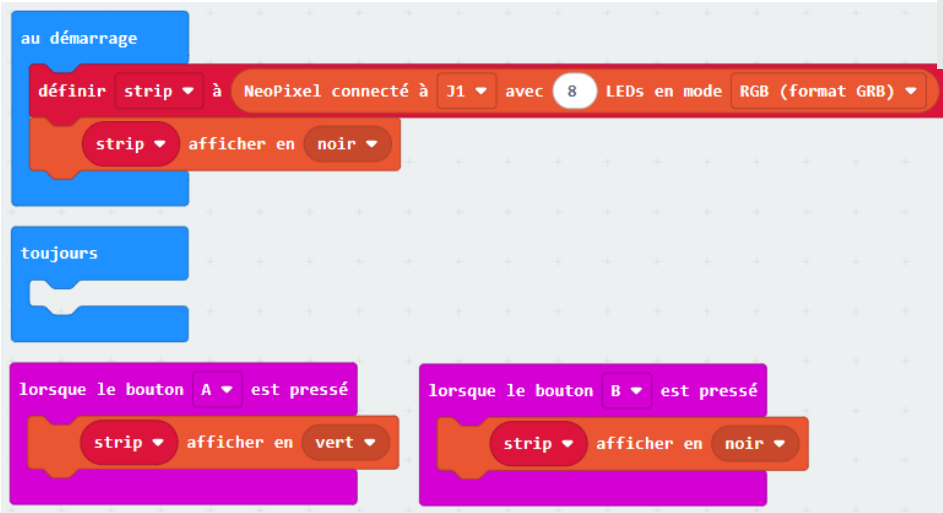 au démarrage
définir strip à NeoPixel connecté à J1 avec 8 LEDs en mode RGB (format GRB)
strip afficher en noir
toujours
lorsque le bouton A est pressé
strip afficher en vert
lorsque le bouton B est pressé
strip afficher en noir